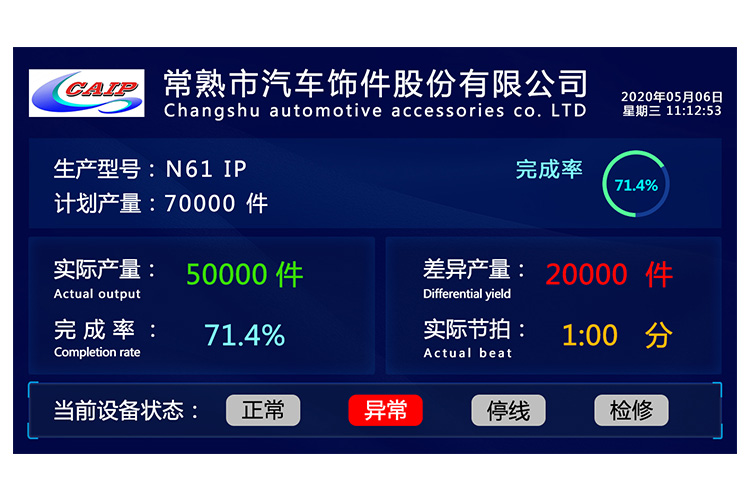 CAIP
常熟市汽车饰件股份有限公司
Changshu automotive accessories co. LTD
2020年05月06日
星期三 11:12:53
生产型号：N61 IP
计划产量：70000 件
完成率
71.4%
实际产量： 50000 件
Actual output
完成率： 71.4%
Completion rate
差异产量： 20000 件
Differential yield
实际节拍： 1:00 分
Actual beat
当前设备状态： 正常 异常 停线 检修